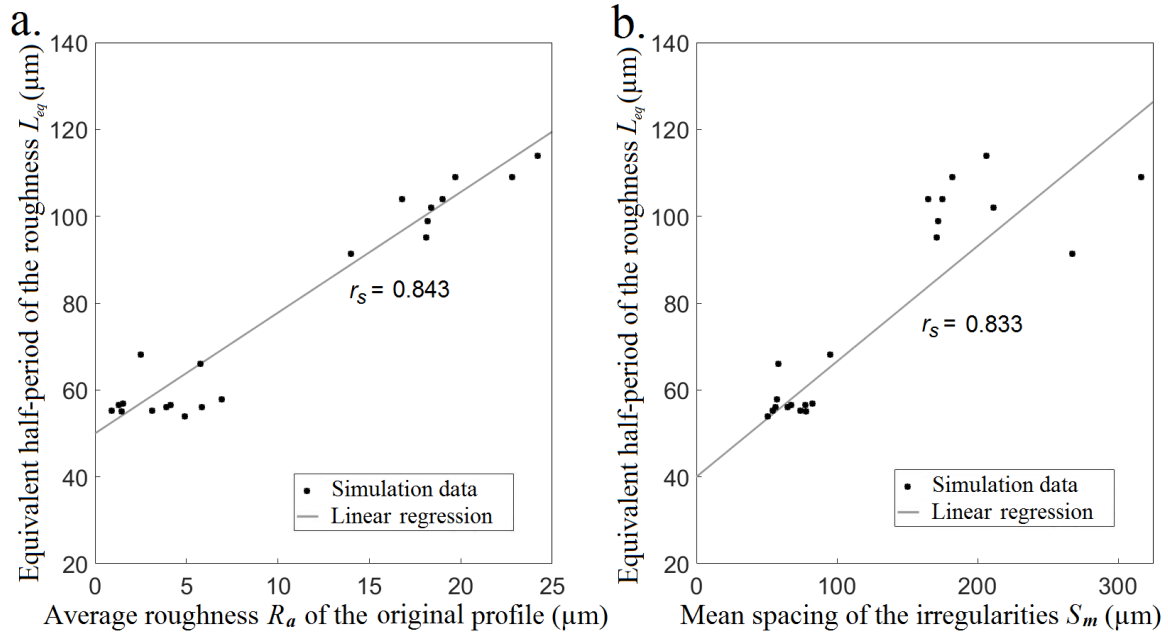 a.
Equivalent half-period of the roughness Leq (µm)
140
120
100
80
60
40
20
rs = 0.843
Simulation data
Linear regression
0 5 10 15 20 25
Average roughness Ra of the original profile (µm)
b.
Equivalent half-period of the roughness Leq (µm)
140
120
100
80
60
40
20
rs = 0.833
Simulation data
Linear regression
0 100 200 300
Mean spacing of the irregularities Sm (µm)